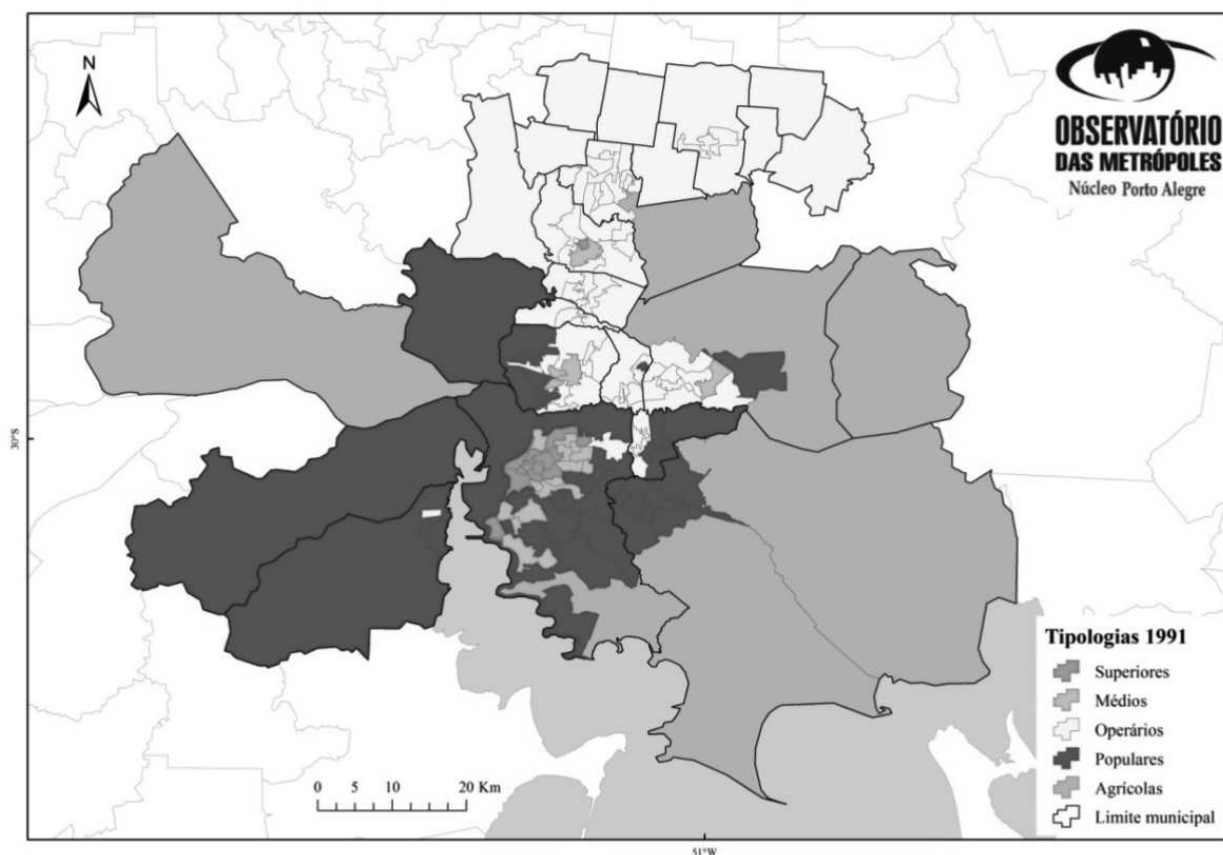 N
OBSERVATÓRIO
DAS METRÓPOLES
Núcleo Porto Alegre
30°S
Tipologias 1991
Superiores
Médios
Operários
Populares
Agrícolas
Limite municipal
0 5 10 20 Km
51°W